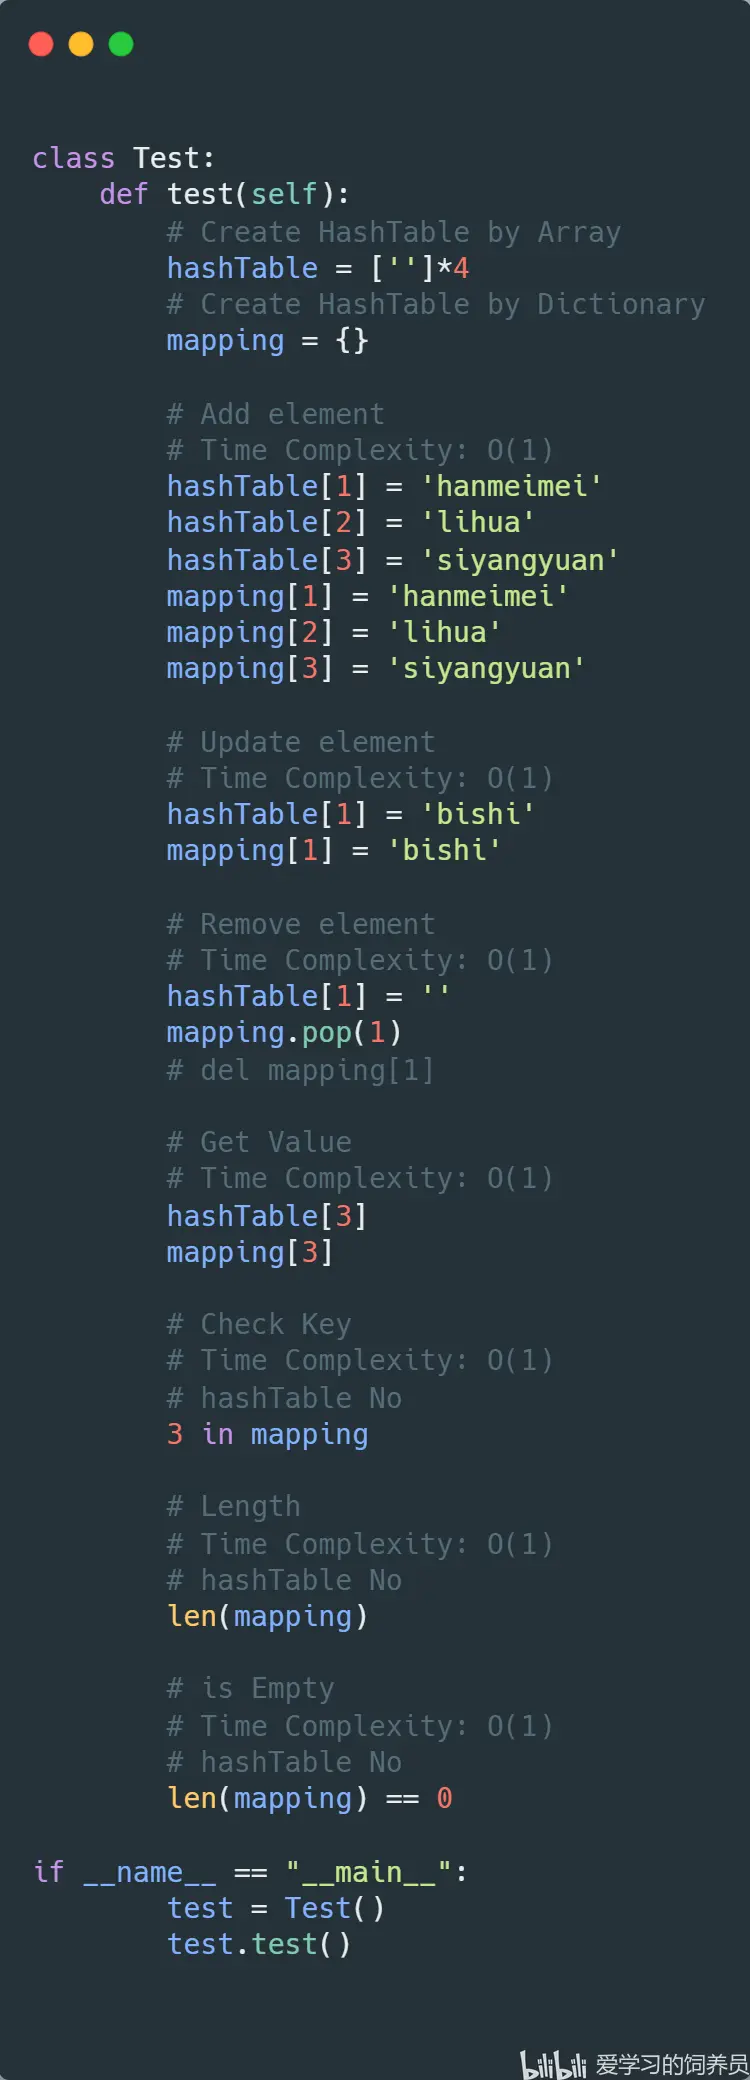 class Test:
    def test(self):
        # Create HashTable by Array
        hashTable = ['']*4
        # Create HashTable by Dictionary
        mapping = {}

        # Add element
        # Time Complexity: O(1)
        hashTable[1] = 'hanmeimei'
        hashTable[2] = 'lihua'
        hashTable[3] = 'siyangyuan'
        mapping[1] = 'hanmeimei'
        mapping[2] = 'lihua'
        mapping[3] = 'siyangyuan'

        # Update element
        # Time Complexity: O(1)
        hashTable[1] = 'bishi'
        mapping[1] = 'bishi'

        # Remove element
        # Time Complexity: O(1)
        hashTable[1] = ''
        mapping.pop(1)
        # del mapping[1]

        # Get Value
        # Time Complexity: O(1)
        hashTable[3]
        mapping[3]

        # Check Key
        # Time Complexity: O(1)
        # hashTable No
        3 in mapping

        # Length
        # Time Complexity: O(1)
        # hashTable No
        len(mapping)

        # is Empty
        # Time Complexity: O(1)
        # hashTable No
        len(mapping) == 0

if __name__ == "__main__":
        test = Test()
        test.test()
bilibili 爱学习的饲养员